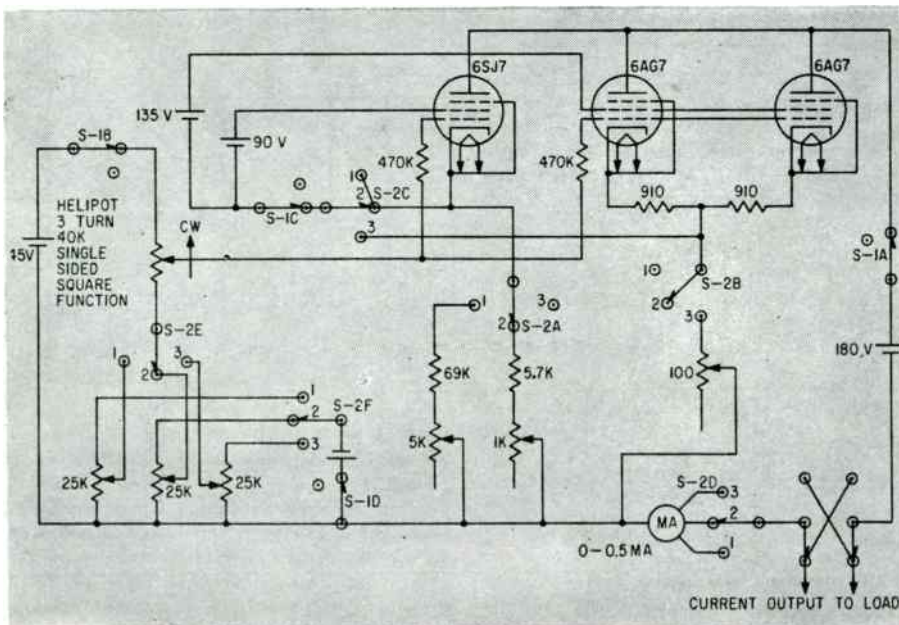 6SJ7
6AG7
6AG7
135 V
90 V
S-1B
470K
470K
910
910
1
2
S-2C
S-1C
3
HELIPOT
3 TURN
40K
SINGLE
SIDED
SQUARE
FUNCTION
CW
45V
S-1A
1
S-2B
2
3
S-2E
1
2
3
1
3
2
S-2A
180 V
69K
5.7K
100
1
2
S-2F
3
5K
1K
25K
25K
25K
S-1D
S-2D
3
MA
2
1
0-0.5 MA
CURRENT OUTPUT TO LOAD